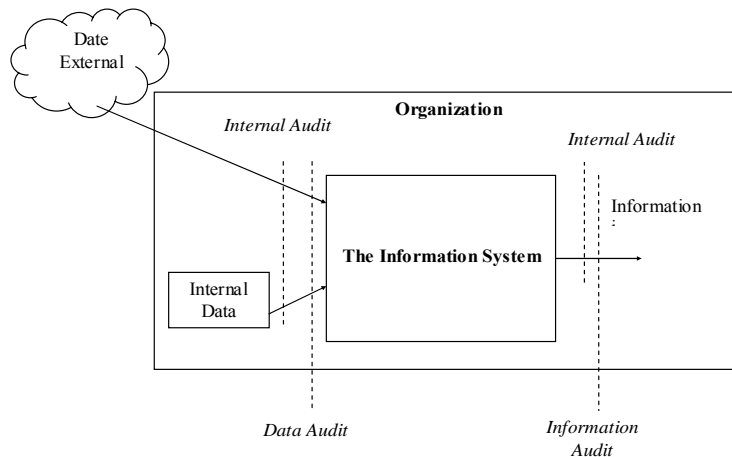 Date
External
Organization
Internal Audit
Internal Audit
Information
:
The Information System
Internal
Data
Data Audit
Information
Audit